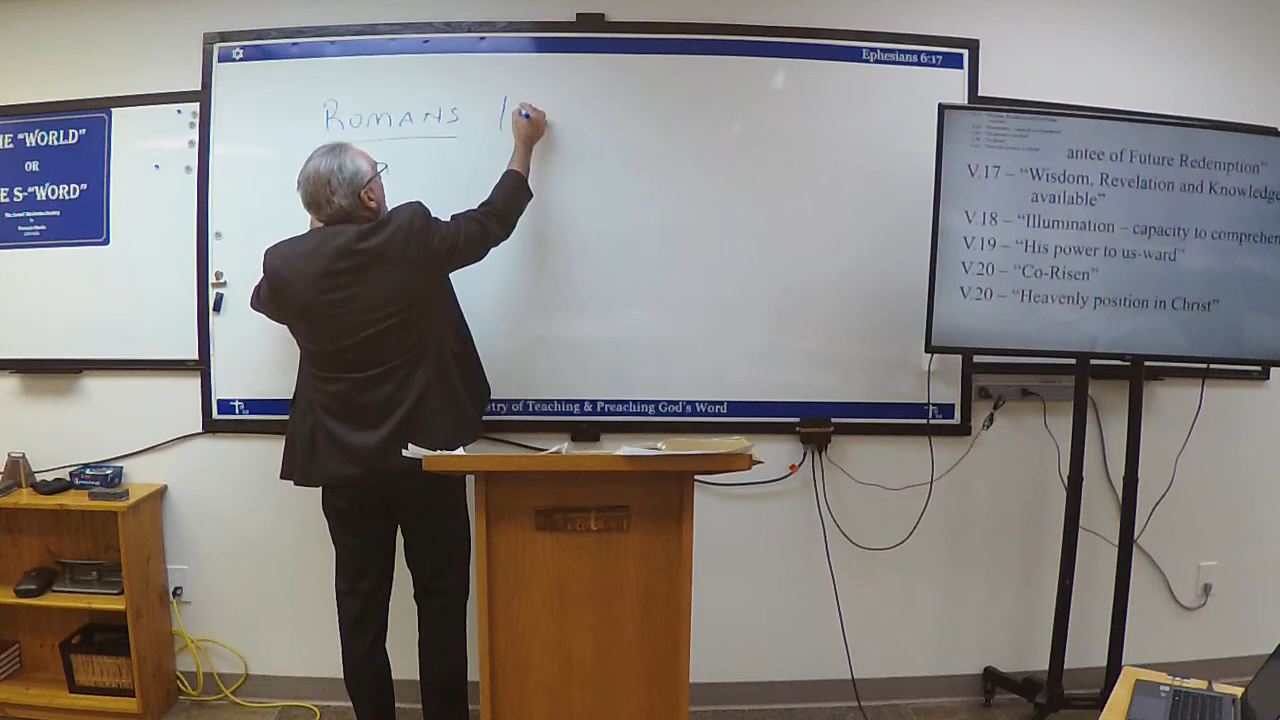 HE "WORLD"
OR
E S-"WORD"
Ephesians 6:17
ROMANS
stry of Teaching & Preaching God's Word
antee of Future Redemption"
V.17 – "Wisdom, Revelation and Knowledge
available"
V.18 – "Illumination – capacity to comprehen
V.19 – "His power to us-ward"
V.20 – "Co-Risen"
V.20 – "Heavenly position in Christ"